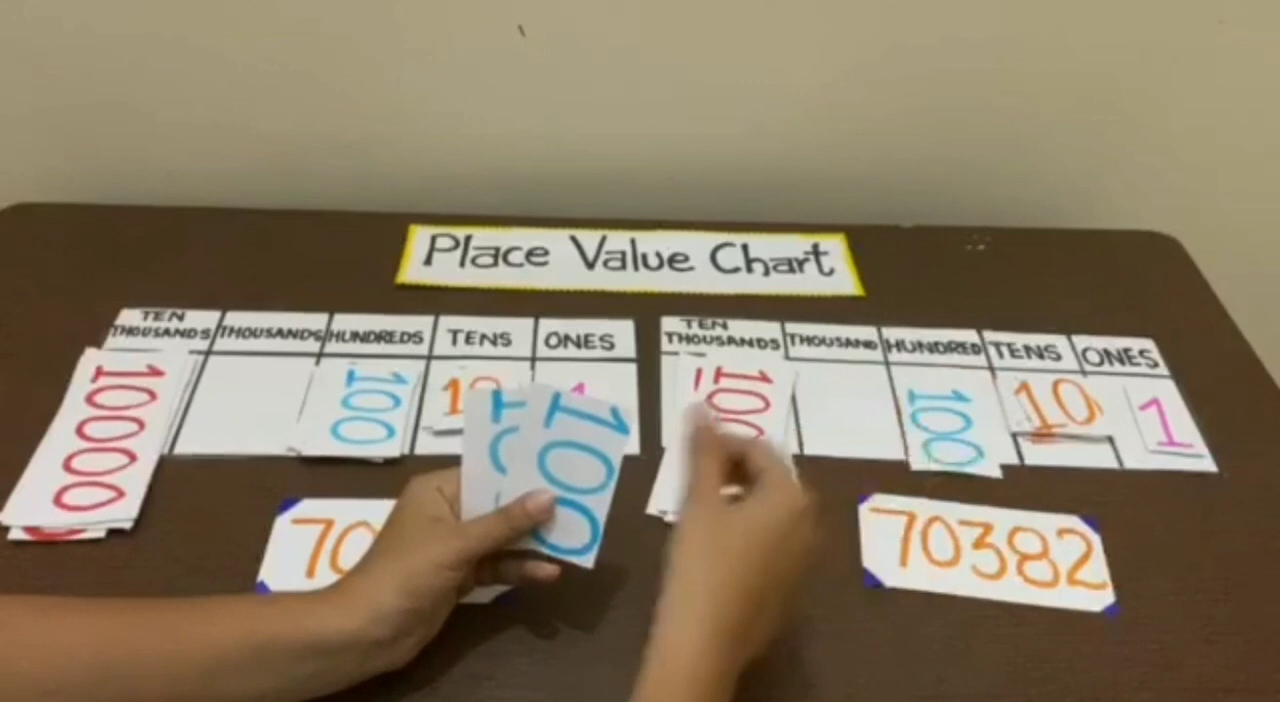 Place Value Chart
TEN THOUSANDS THOUSANDS HUNDREDS TENS ONES
TEN THOUSANDS THOUSAND HUNDRED TENS ONES
10000 100
100 10 1
100
70382